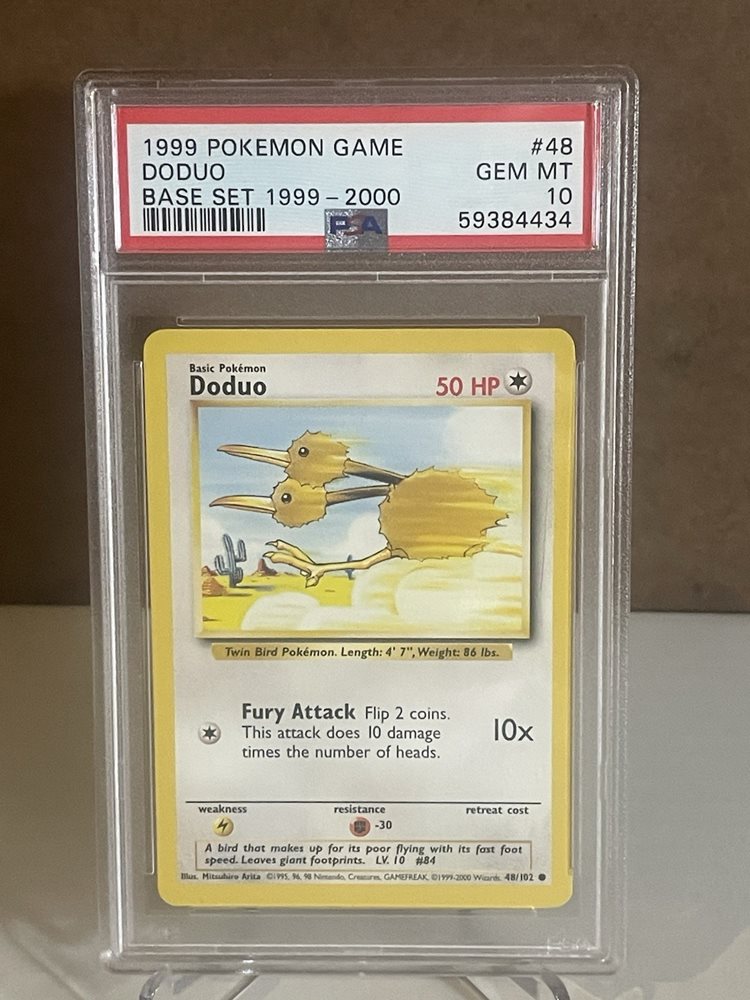 1999 POKEMON GAME #48
DODUO GEM MT
BASE SET 1999-2000 10
PSA 59384434
Basic Pokémon
Doduo 50 HP
Twin Bird Pokémon. Length: 4' 7", Weight: 86 lbs.
Fury Attack Flip 2 coins.
This attack does 10 damage
times the number of heads.
10x
weakness resistance retreat cost
-30
A bird that makes up for its poor flying with its fast foot
speed. Leaves giant footprints. LV. 10 #84
Illus. Mitsuhiro Arita ©1995, 96, 98 Nintendo, Creatures, GAMEFREAK, ©1999-2000 Wizards. 48/102